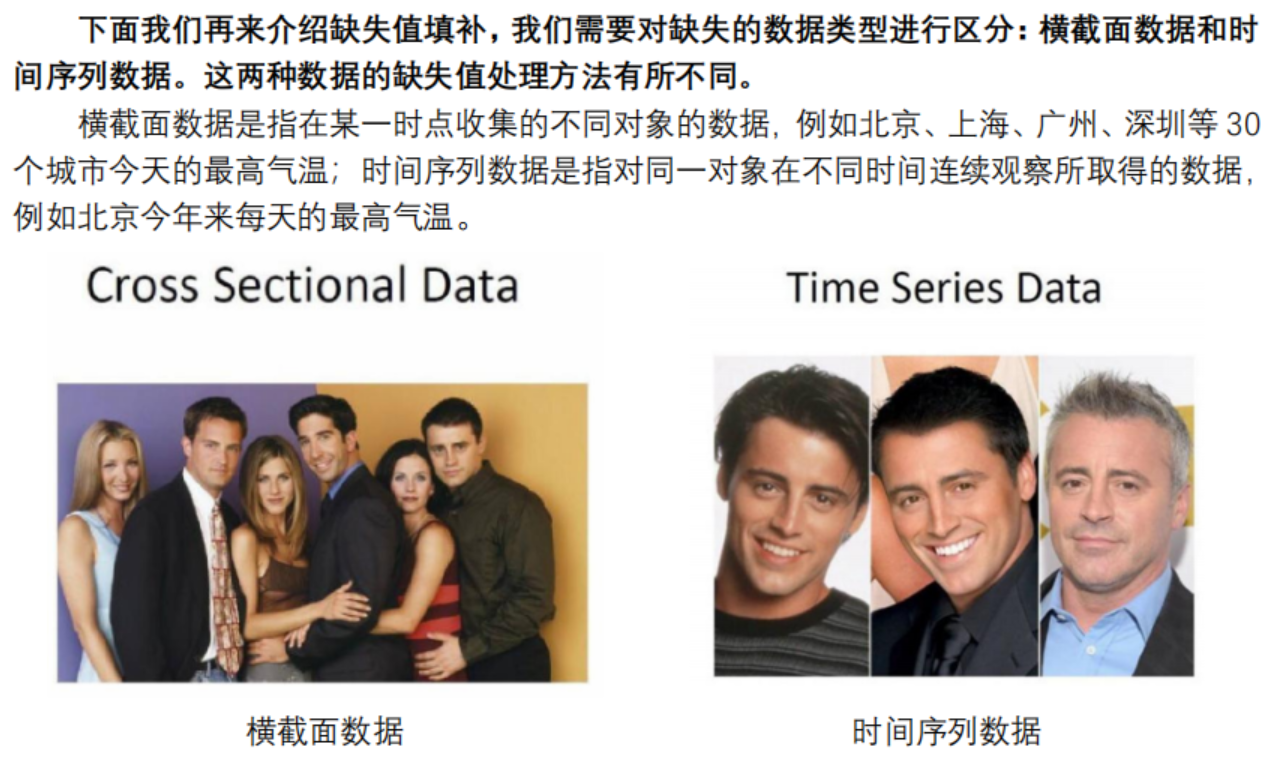 下面我们再来介绍缺失值填补，我们需要对缺失的数据类型进行区分：横截面数据和时
间序列数据。这两种数据的缺失值处理方法有所不同。
横截面数据是指在某一时点收集的不同对象的数据，例如北京、上海、广州、深圳等 30
个城市今天的最高气温；时间序列数据是指对同一对象在不同时间连续观察所取得的数据，
例如北京今年来每天的最高气温。
Cross Sectional Data
Time Series Data
横截面数据
时间序列数据